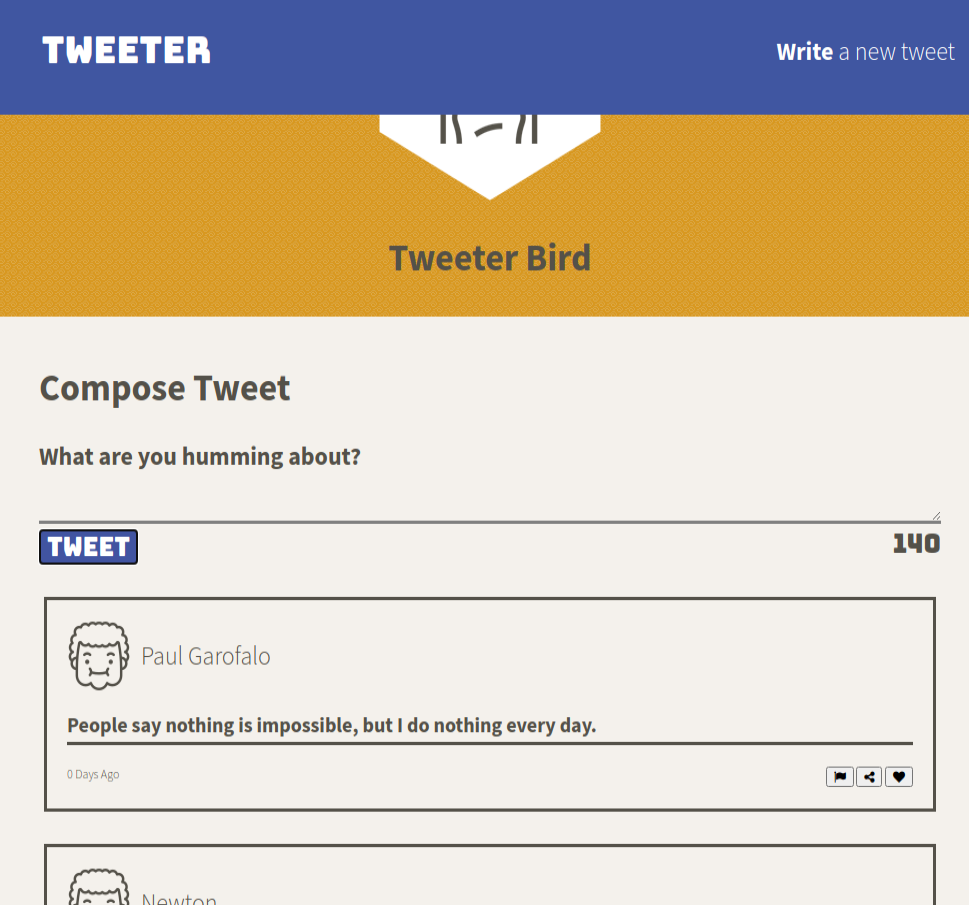 TWEETER
Write a new tweet
Tweeter Bird
Compose Tweet
What are you humming about?
TWEET
140
Paul Garofalo
People say nothing is impossible, but I do nothing every day.
0 Days Ago
Newton